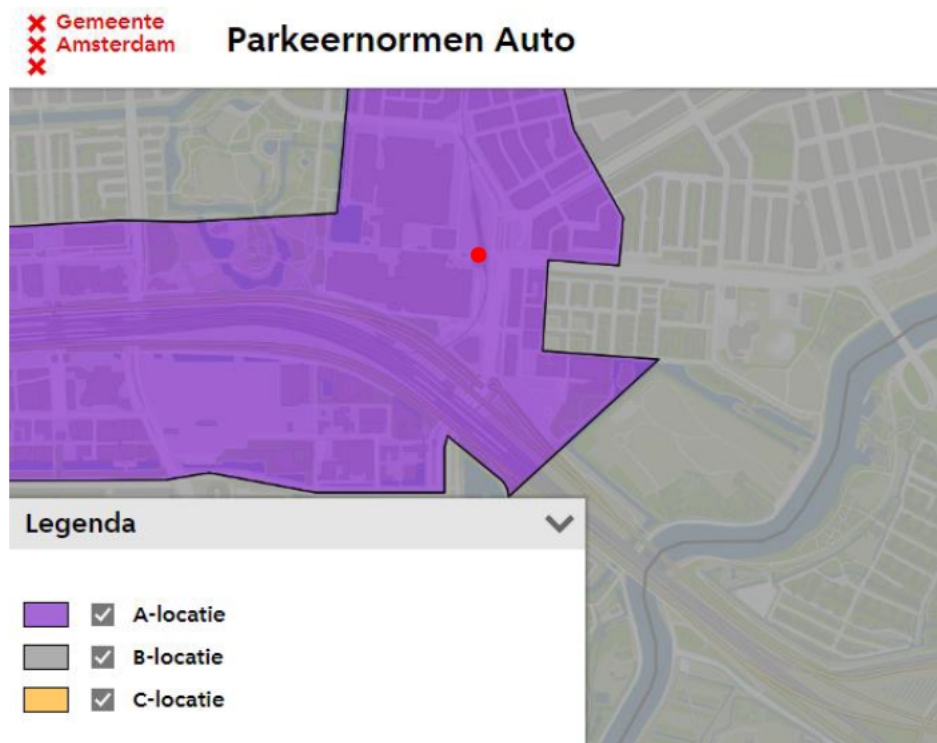 Gemeente
Amsterdam
Parkeernormen Auto
Legenda
A-locatie
B-locatie
C-locatie